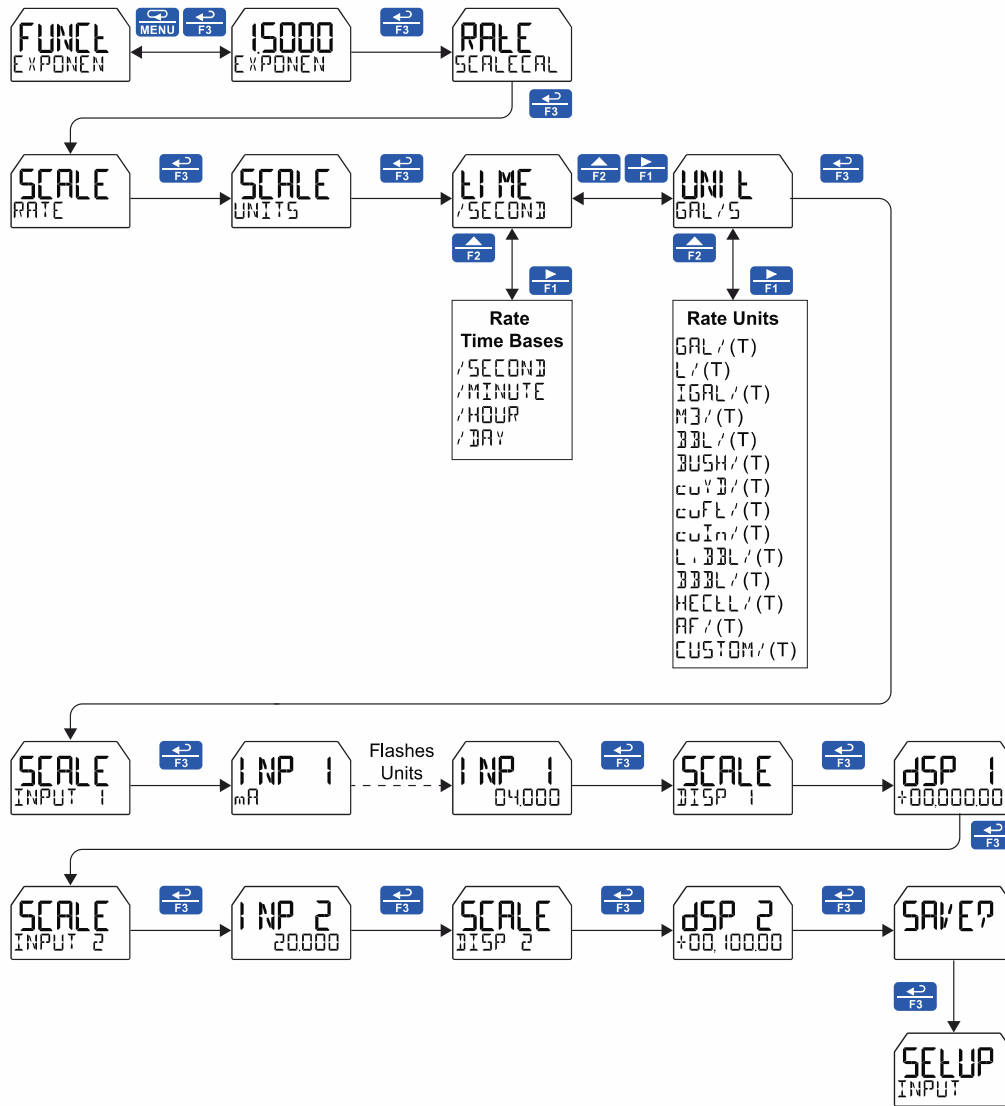 FUNCt
EXPONEN
MENU
F3
1.5000
EXPONEN
F3
RAtE
SCALECAL
F3
SCALE
RATE
F3
SCALE
UNITS
F3
tIME
/SECOND
F2
F1
UNIt
GAL/S
F3
F2
F1
Rate
Time Bases
/SECOND
/MINUTE
/HOUR
/DAY
F2
F1
Rate Units
GAL/(T)
L/(T)
IGAL/(T)
M3/(T)
BBL/(T)
BUSH/(T)
cuYD/(T)
cuFt/(T)
cuIn/(T)
LiBBL/(T)
BBBL/(T)
HECtL/(T)
AF/(T)
CUSTOM/(T)
SCALE
INPUT 1
F3
INP 1
mA
Flashes
Units
INP 1
04.000
F3
SCALE
DISP 1
F3
dSP 1
+00,000.00
F3
SCALE
INPUT 2
F3
INP 2
20.000
F3
SCALE
DISP 2
F3
dSP 2
+00,100.00
F3
SAVE?
F3
SEtUP
INPUT